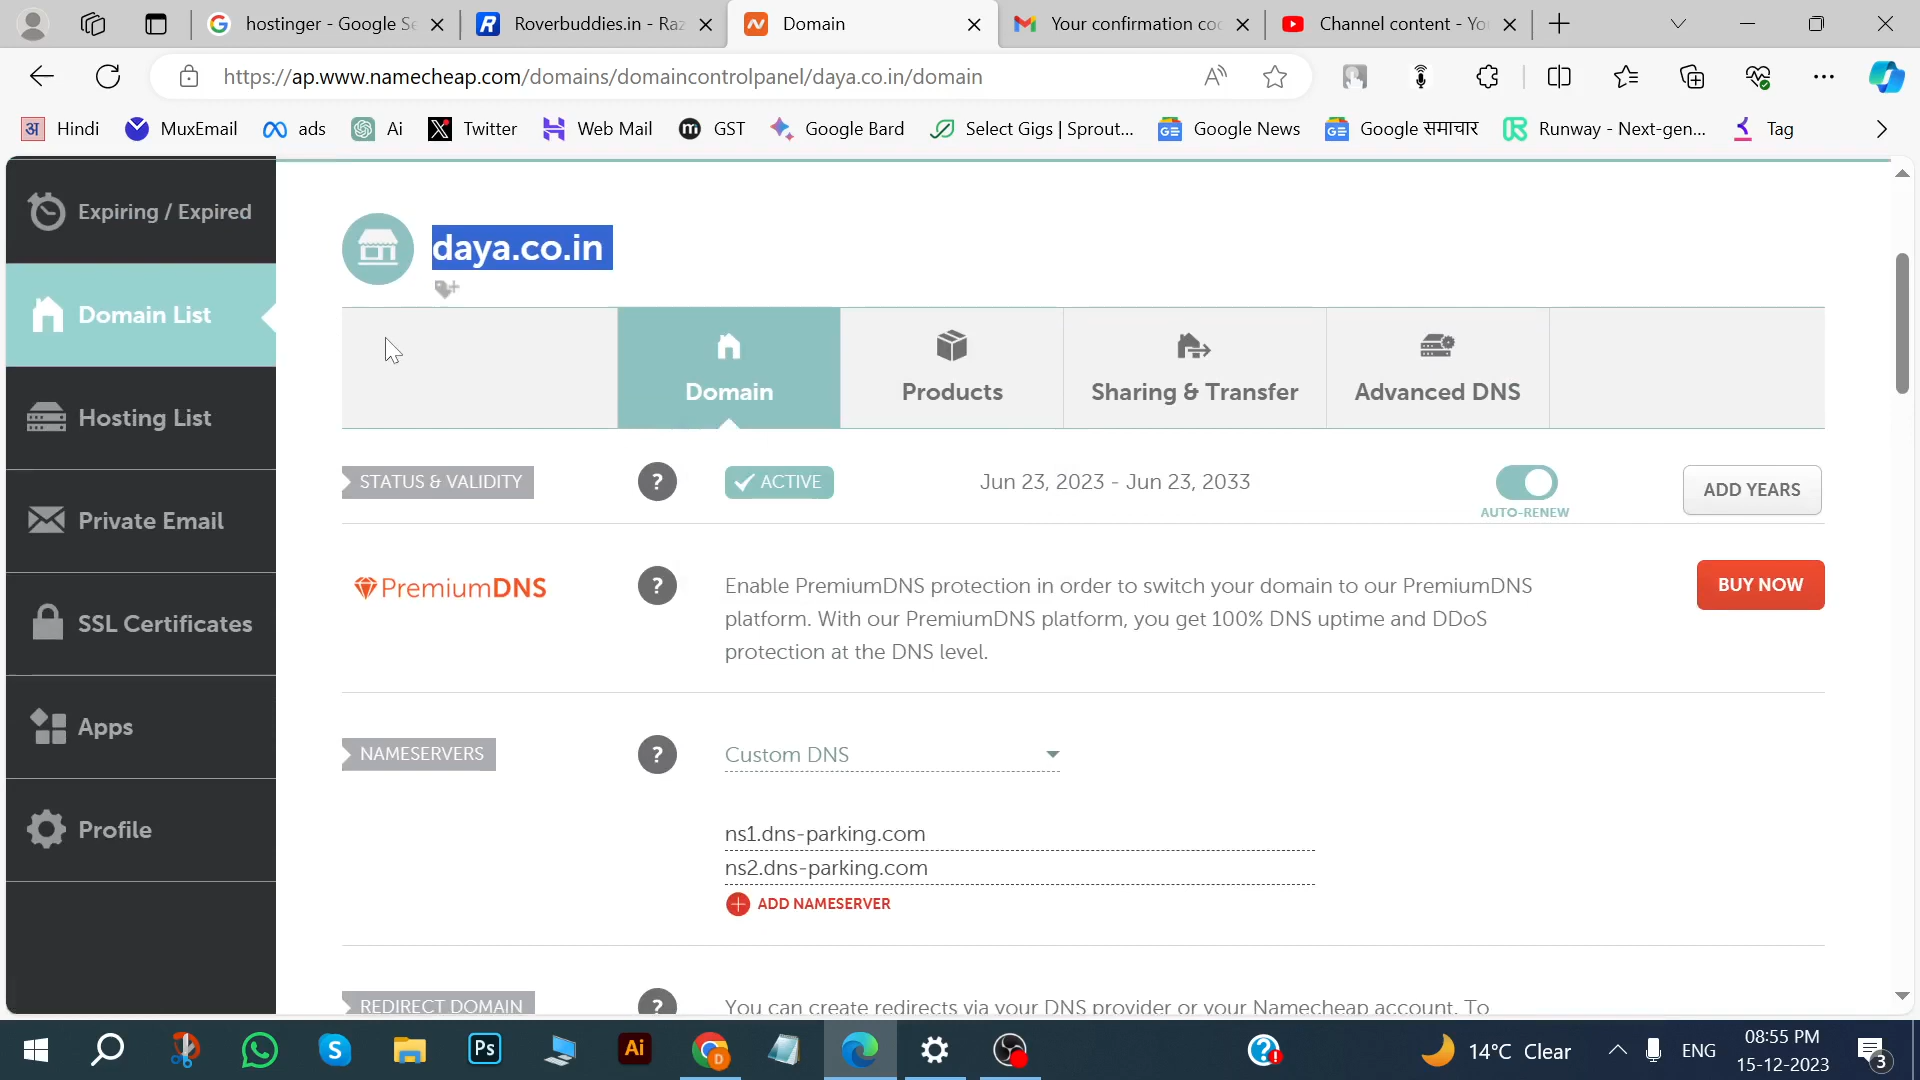 hostinger - Google Se
Roverbuddies.in - Raz
Domain
Your confirmation co
Channel content - Yo
https://ap.www.namecheap.com/domains/domaincontrolpanel/daya.co.in/domain
अ Hindi
MuxEmail
ads
Ai
Twitter
Web Mail
GST
Google Bard
Select Gigs | Sprout...
Google News
Google समाचार
Runway - Next-gen...
Tag
Expiring / Expired
Domain List
Hosting List
Private Email
SSL Certificates
Apps
Profile
daya.co.in
Domain
Products
Sharing & Transfer
Advanced DNS
STATUS & VALIDITY
?
ACTIVE
Jun 23, 2023 - Jun 23, 2033
AUTO-RENEW
ADD YEARS
PremiumDNS
?
Enable PremiumDNS protection in order to switch your domain to our PremiumDNS
platform. With our PremiumDNS platform, you get 100% DNS uptime and DDoS
protection at the DNS level.
BUY NOW
NAMESERVERS
?
Custom DNS
ns1.dns-parking.com
ns2.dns-parking.com
ADD NAMESERVER
REDIRECT DOMAIN
?
You can create redirects via your DNS provider or your Namecheap account. To
Ps
Ai
D
14°C Clear
ENG
08:55 PM
15-12-2023
3